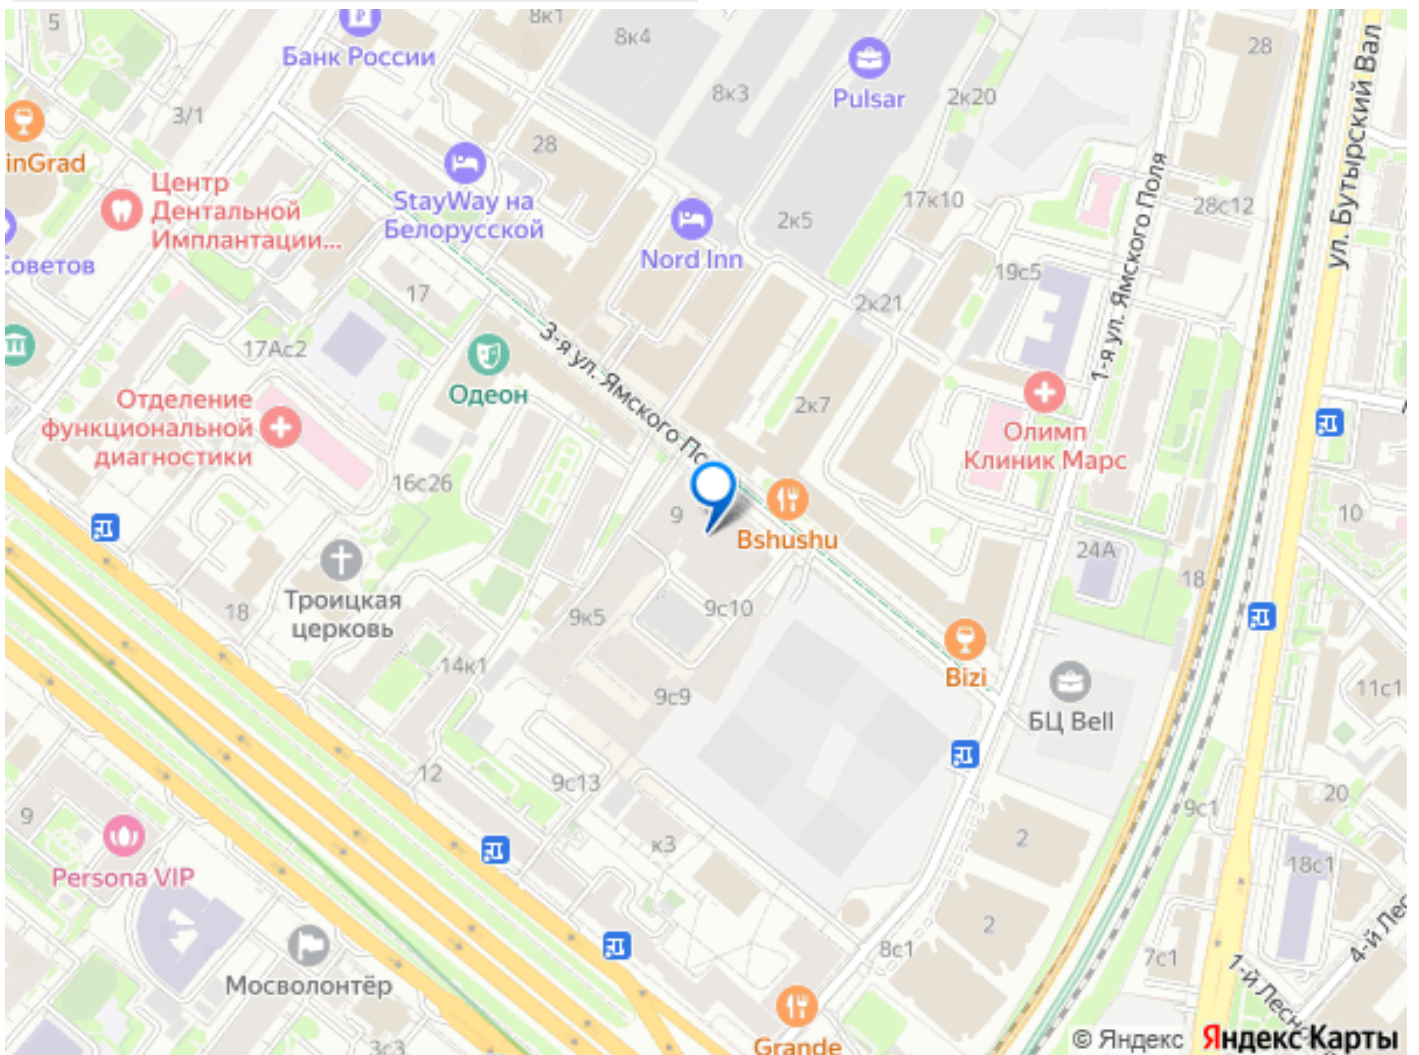 5
8к1
8к4
Банк России
28
Pulsar
8к3
2к20
3/1
inGrad
28
Центр
Дентальной
Имплантации...
StayWay на
Белорусской
Nord Inn
2к5
17к10
28с12
ул. Бутырский Вал
1-я ул. Ямского Поля
Советов
19с5
17
2к21
17Ас2
3-я ул. Ямского По
Одеон
Отделение
функциональной
диагностики
2к7
Олимп
Клиник Марс
16с26
9
Bshushu
10
24А
18
Троицкая
церковь
18
9к5
9с10
14к1
Bizi
9с9
БЦ Bell
11с1
12
9с13
9
20
9с1
к3
2
18с1
Persona VIP
2
8с1
7с1
Мосволонтёр
1-й Лесн
4-й Лес
3с3
Grande
© Яндекс Яндекс Карты